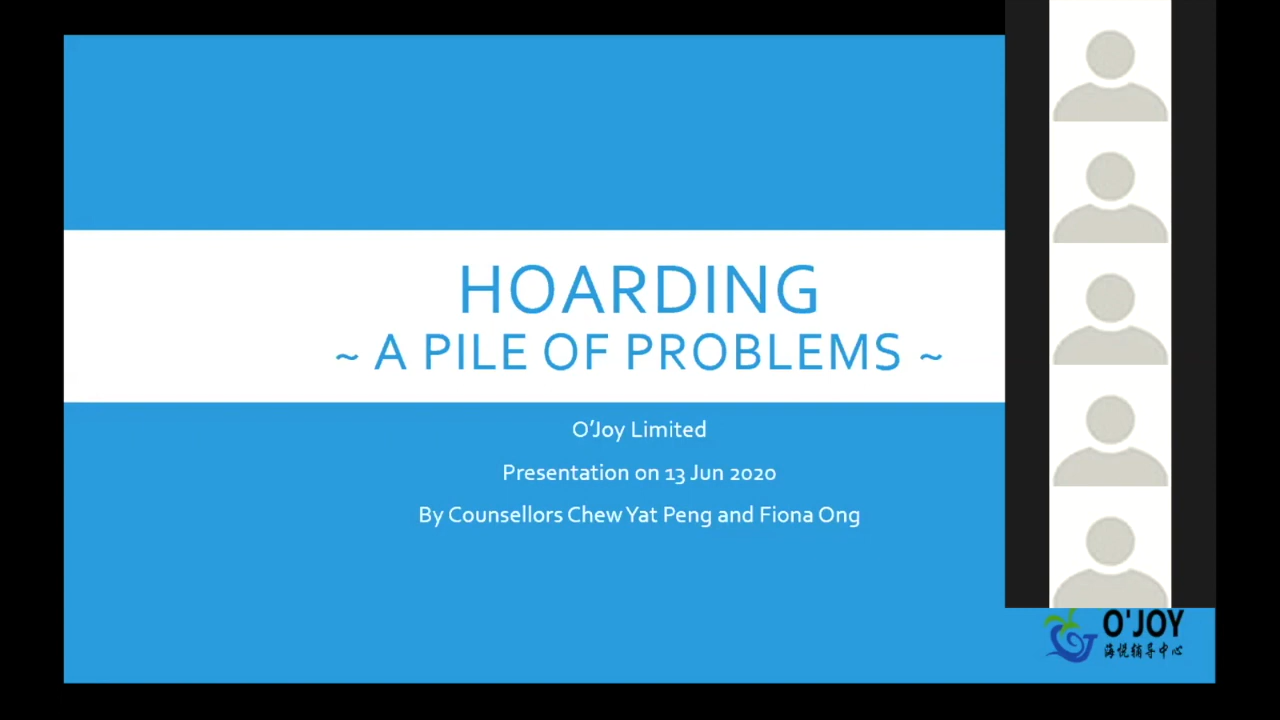 HOARDING
~ A PILE OF PROBLEMS ~
O'Joy Limited
Presentation on 13 Jun 2020
By Counsellors Chew Yat Peng and Fiona Ong
O'JOY
海悦辅导中心